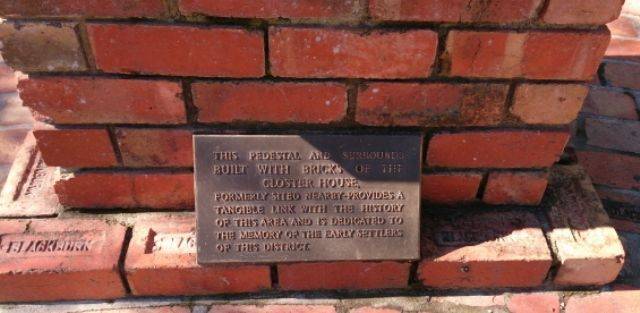 THIS PEDESTAL AND SURROUNDS
BUILT WITH BRICKS OF THE
CLOSTER HOUSE,
FORMERLY SITED NEARBY-PROVIDES A
TANGIBLE LINK WITH THE HISTORY
OF THIS AREA AND IS DEDICATED TO
THE MEMORY OF THE EARLY SETTLERS
OF THIS DISTRICT.
BLACKBURN